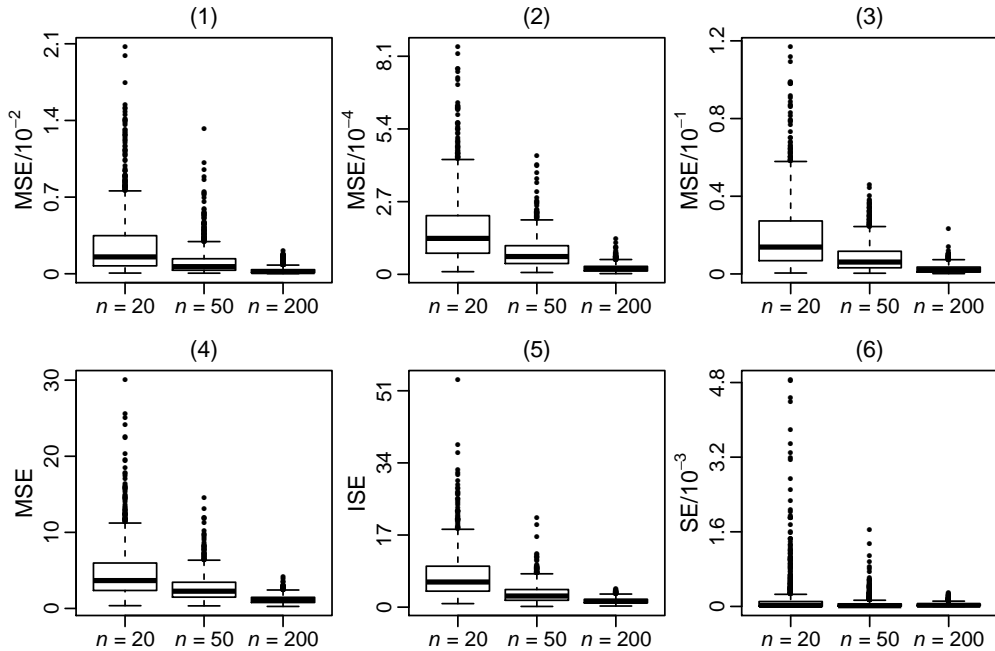 (1)
MSE/10⁻²
2.1
1.4
0.7
0
n = 20 n = 50 n = 200
(2)
MSE/10⁻⁴
8.1
5.4
2.7
0
n = 20 n = 50 n = 200
(3)
MSE/10⁻¹
1.2
0.8
0.4
0
n = 20 n = 50 n = 200
(4)
MSE
30
20
10
0
n = 20 n = 50 n = 200
(5)
ISE
51
34
17
0
n = 20 n = 50 n = 200
(6)
SE/10⁻³
4.8
3.2
1.6
0
n = 20 n = 50 n = 200